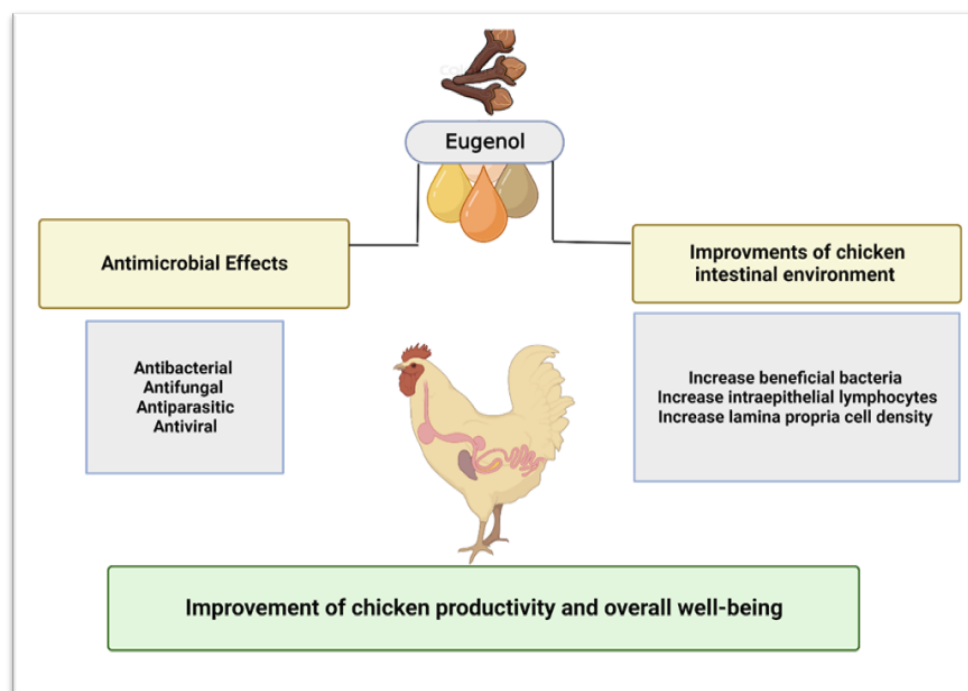 Eugenol
Antimicrobial Effects
Antibacterial
Antifungal
Antiparasitic
Antiviral
Improvments of chicken
intestinal environment
Increase beneficial bacteria
Increase intraepithelial lymphocytes
Increase lamina propria cell density
Improvement of chicken productivity and overall well-being